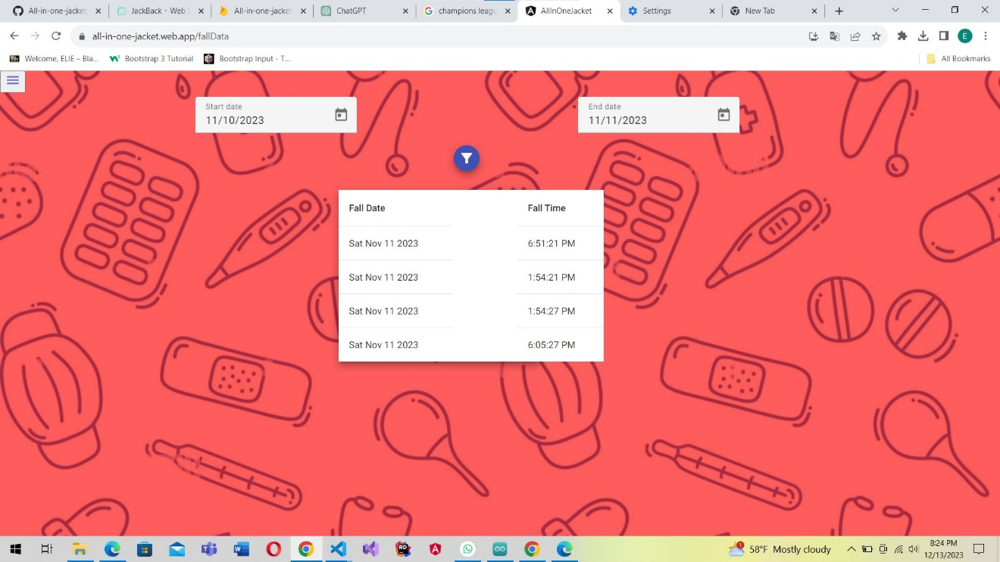 All-in-one-jacket
JackBack - Web
All-in-one-jacket
ChatGPT
champions leagu
AllInOneJacket
Settings
New Tab
all-in-one-jacket.web.app/fallData
Welcome, ELIE – Bla...
Bootstrap 3 Tutorial
Bootstrap Input - T...
All Bookmarks
E
Start date
11/10/2023
End date
11/11/2023
Fall Date Fall Time
Sat Nov 11 2023 6:51:21 PM
Sat Nov 11 2023 1:54:21 PM
Sat Nov 11 2023 1:54:27 PM
Sat Nov 11 2023 6:05:27 PM
58°F Mostly cloudy
8:24 PM
12/13/2023